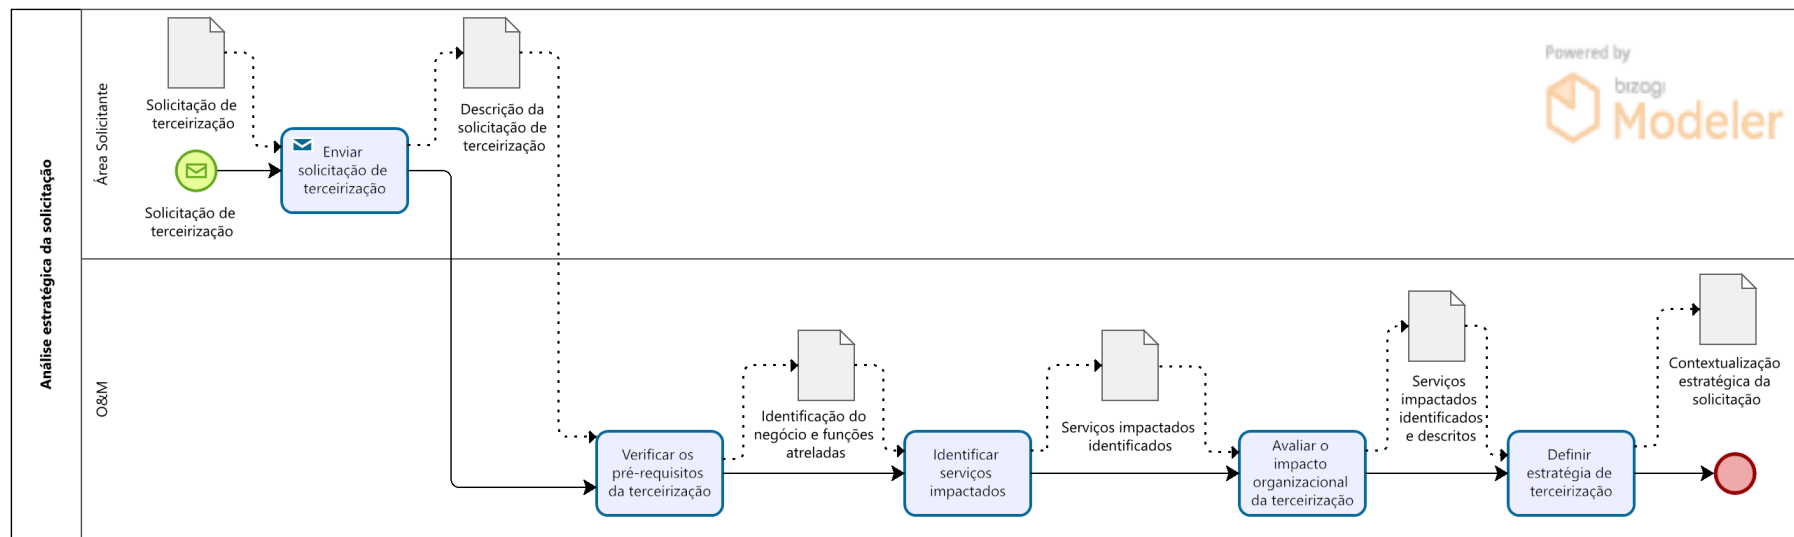 Análise estratégica da solicitação
Área Solicitante
Solicitação de
terceirização
Solicitação de
terceirização
Enviar
solicitação de
terceirização
Descrição da
solicitação de
terceirização
Powered by
bizagi
Modeler
O&M
Verificar os
pré-requisitos
da terceirização
Identificação do
negócio e funções
atreladas
Identificar
serviços
impactados
Serviços impactados
identificados
Avaliar o
impacto
organizacional
da terceirização
Serviços
impactados
identificados
e descritos
Definir
estratégia de
terceirização
Contextualização
estratégica da
solicitação